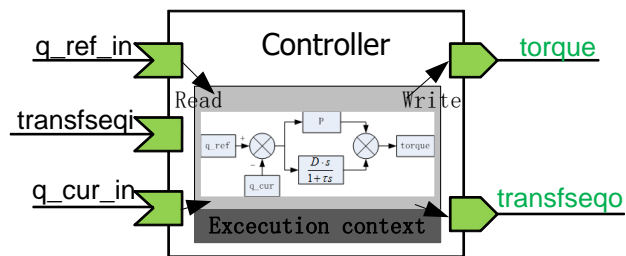 Controller
q_ref_in
torque
Read
Write
transfseqi
P
q_ref
+
torque
-
D·s
1+τs
q_cur
q_cur_in
transfseqo
Excecution context